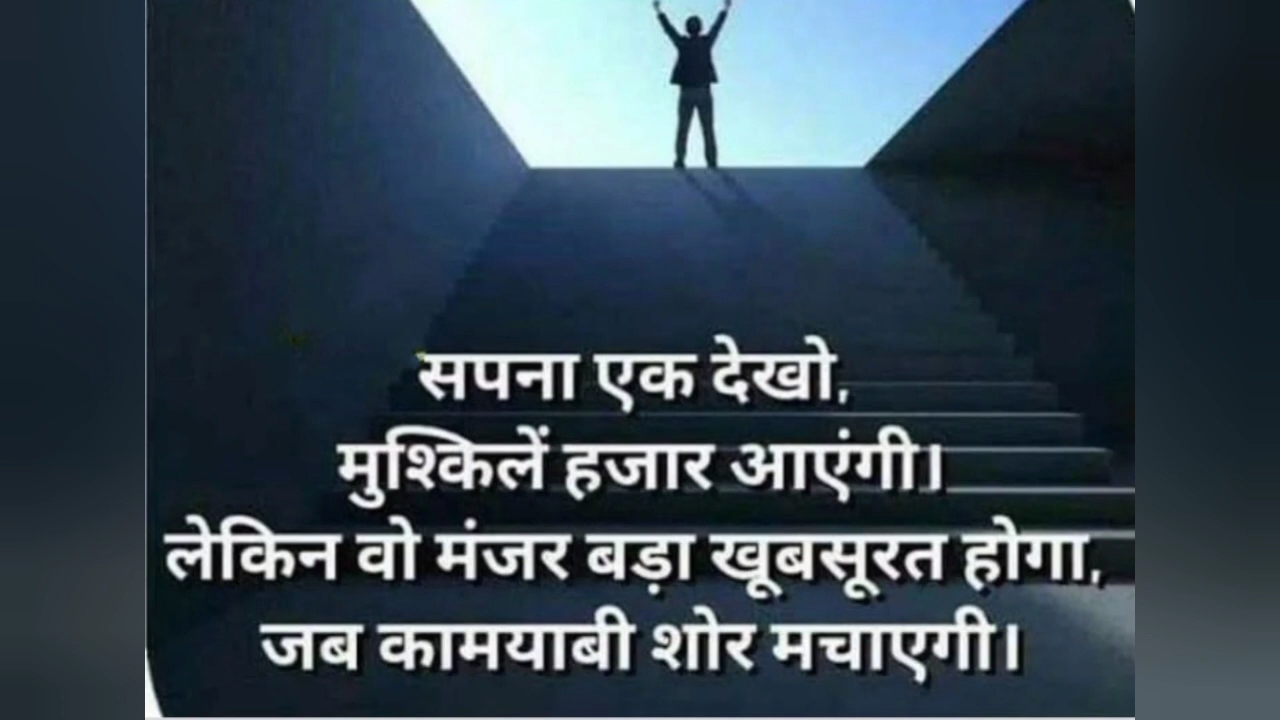 सपना एक देखो,
मुश्किलें हजार आएंगी।
लेकिन वो मंजर बड़ा खूबसूरत होगा,
जब कामयाबी शोर मचाएगी।